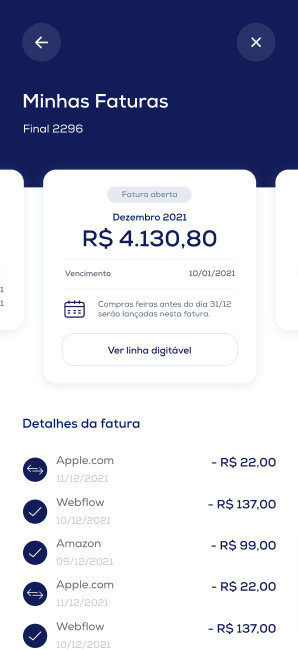 Minhas Faturas
Final 2296
Fatura aberta
Dezembro 2021
R$ 4.130,80
Vencimento 10/01/2021
1
1
Compras feiras antes do dia 31/12
serão lançadas nesta fatura.
Ver linha digitável
Detalhes da fatura
Apple.com - R$ 22,00
11/12/2021
Webflow - R$ 137,00
10/12/2021
Amazon - R$ 99,00
09/12/2021
Apple.com - R$ 22,00
11/12/2021
Webflow - R$ 137,00
10/12/2021